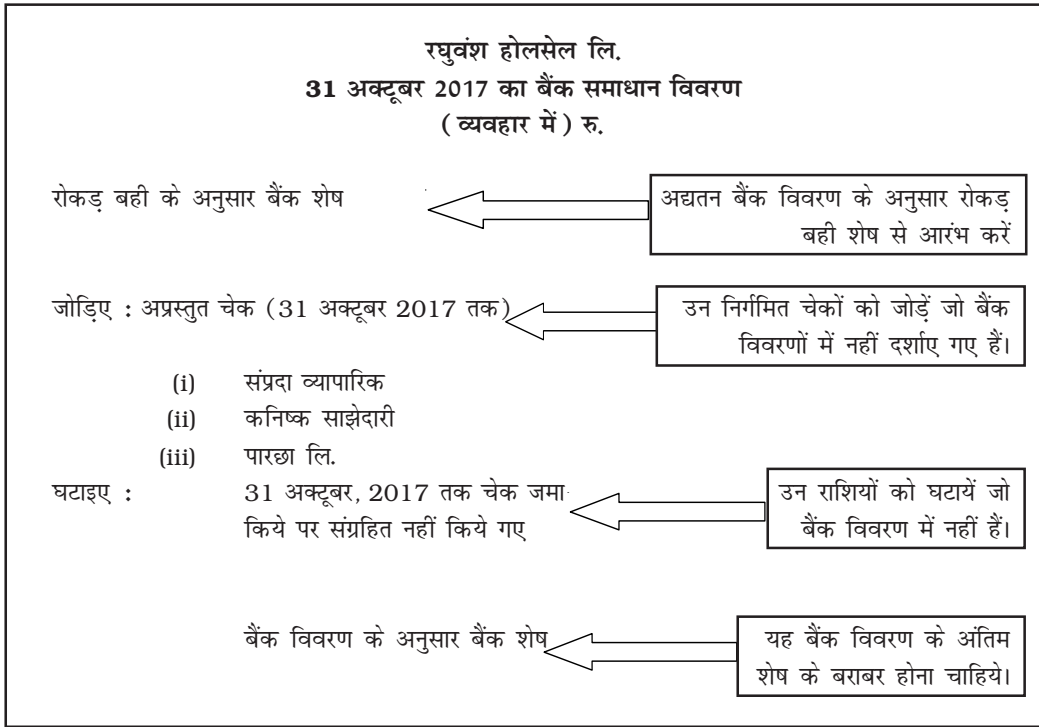 रघुवंश होलसेल लि.
31 अक्टूबर 2017 का बैंक समाधान विवरण
( व्यवहार में ) रु.
रोकड़ बही के अनुसार बैंक शेष
अद्यतन बैंक विवरण के अनुसार रोकड़
बही शेष से आरंभ करें
जोड़िए : अप्रस्तुत चेक (31 अक्टूबर 2017 तक)
उन निर्गमित चेकों को जोड़ें जो बैंक
विवरणों में नहीं दर्शाए गए हैं।
(i) संप्रदा व्यापारिक
(ii) कनिष्क साझेदारी
(iii) पारछा लि.
घटाइए : 31 अक्टूबर, 2017 तक चेक जमा
किये पर संग्रहित नहीं किये गए
उन राशियों को घटायें जो
बैंक विवरण में नहीं हैं।
बैंक विवरण के अनुसार बैंक शेष
यह बैंक विवरण के अंतिम
शेष के बराबर होना चाहिये।